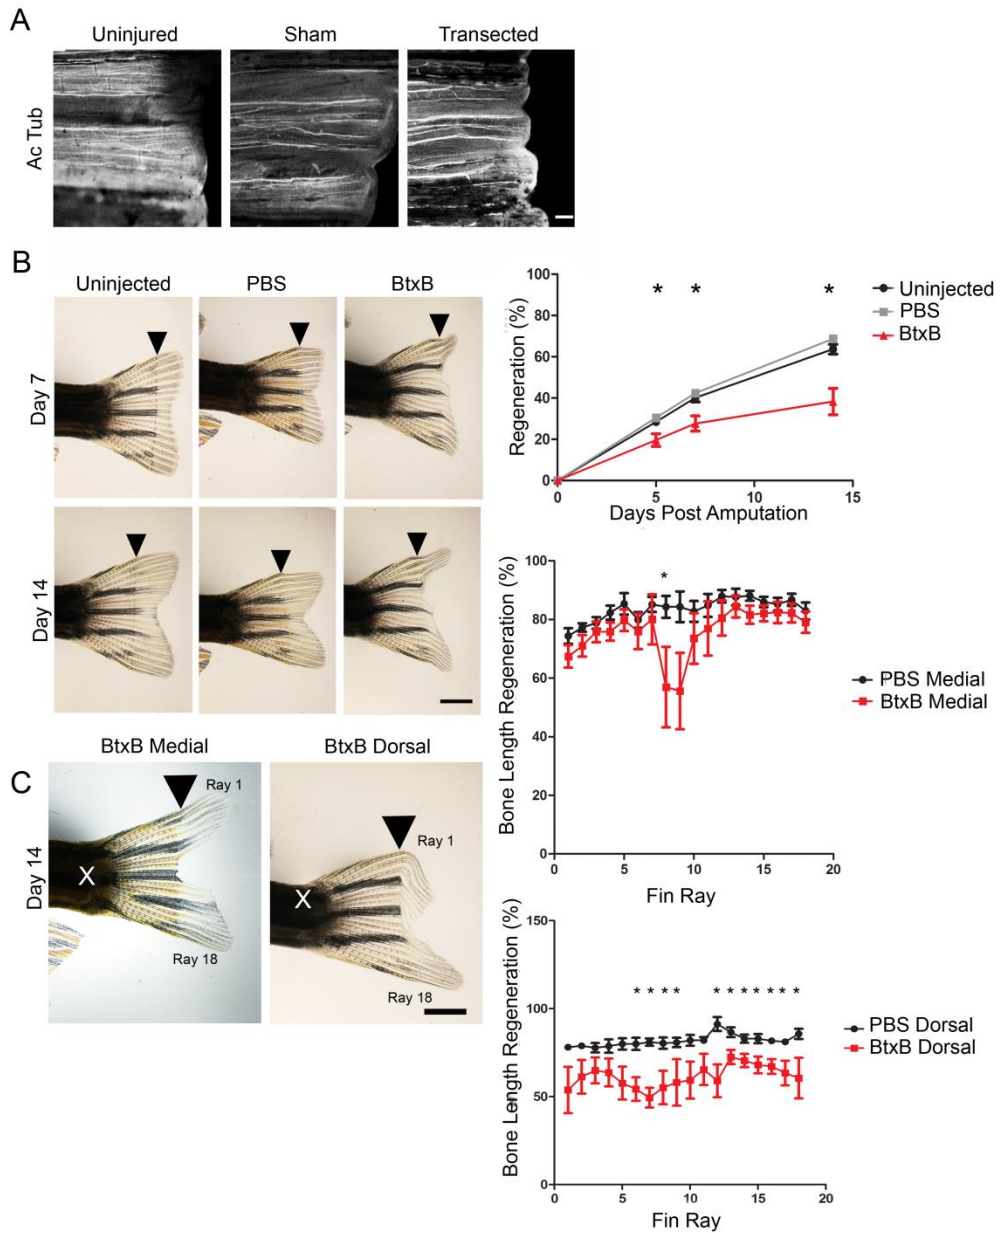 A
Uninjured Sham Transected
Ac Tub
B
Uninjected PBS BtxB
Day 7
Day 14
100
80
60
40
20
0
Regeneration (%)
* * *
0 5 10 15
Days Post Amputation
Uninjected
PBS
BtxB
100
80
60
40
20
0
Bone Length Regeneration (%)
*
0 5 10 15 20
Fin Ray
PBS Medial
BtxB Medial
C
BtxB Medial BtxB Dorsal
Day 14
Ray 1
X
Ray 18
Ray 1
X
Ray 18
150
100
50
0
Bone Length Regeneration (%)
* * * * * * * * * * *
0 5 10 15 20
Fin Ray
PBS Dorsal
BtxB Dorsal